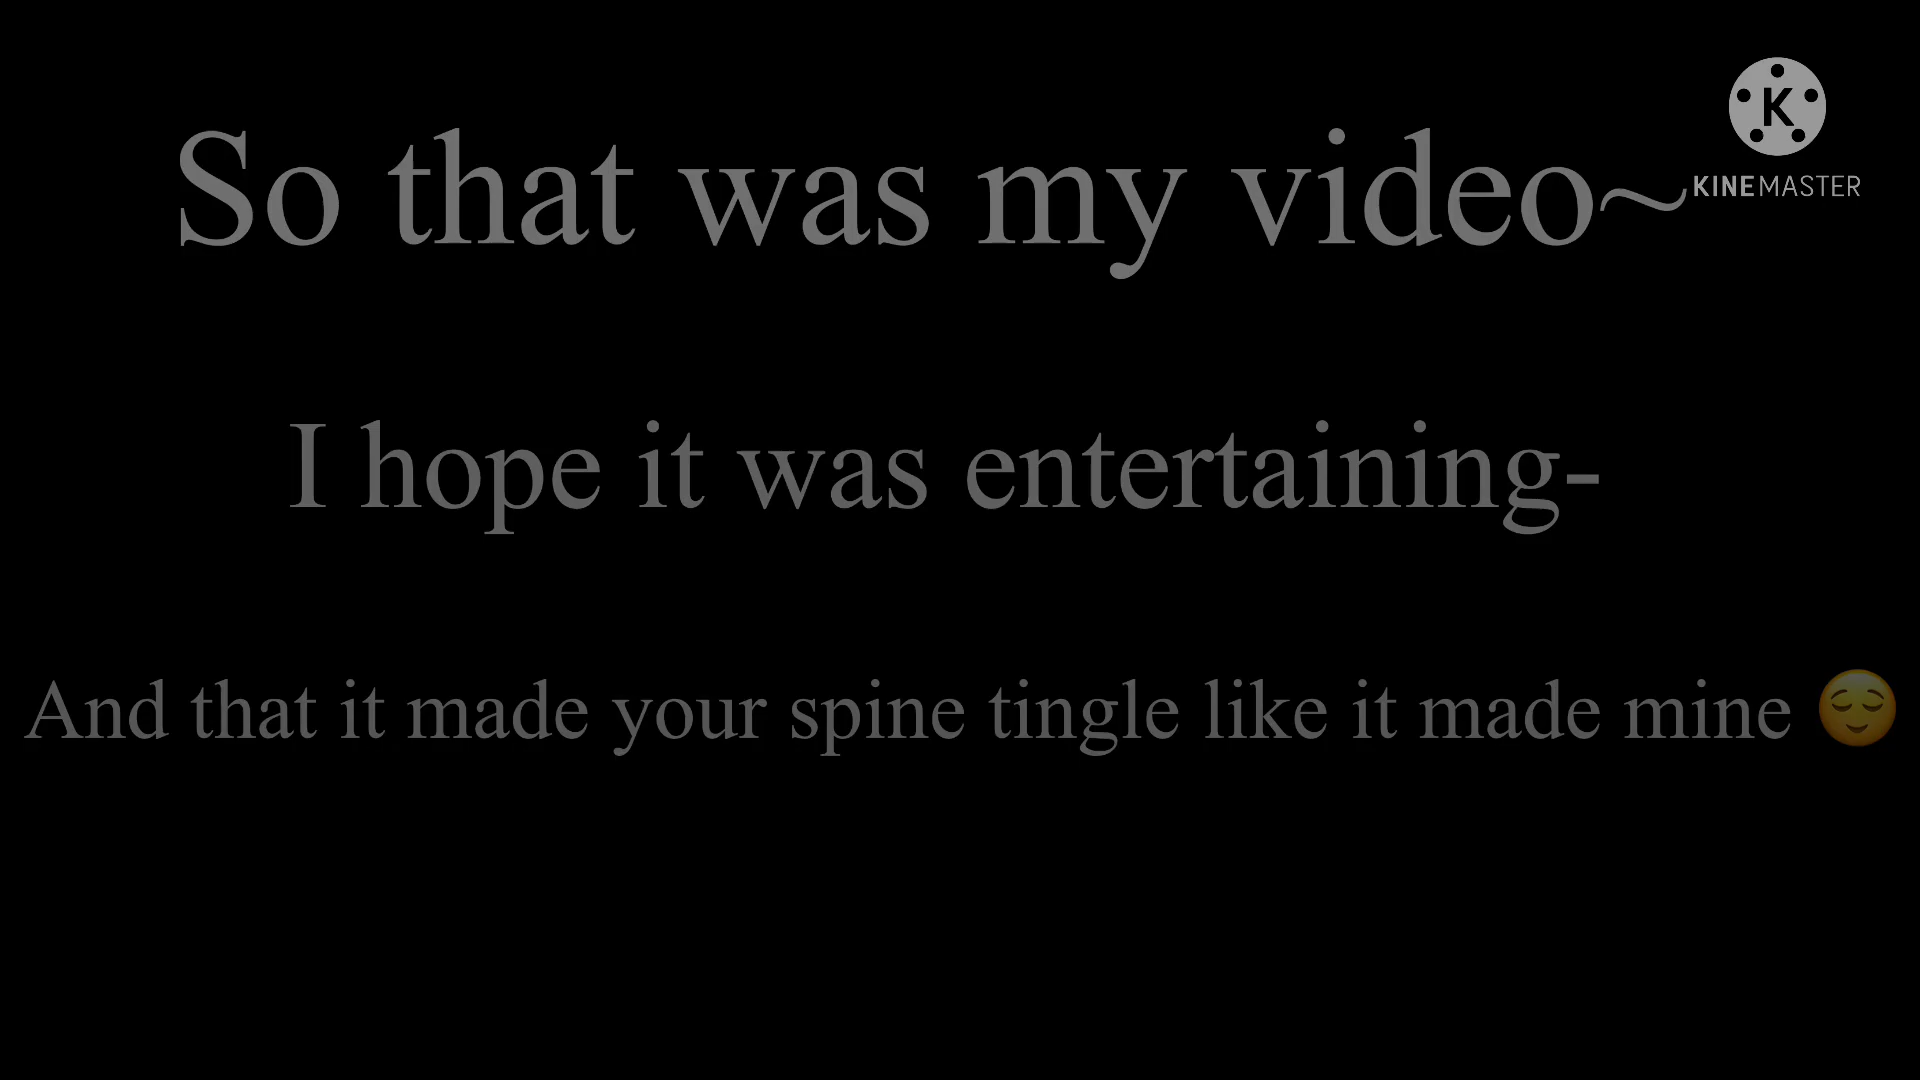 So that was my video~
K
KINEMASTER
I hope it was entertaining-
And that it made your spine tingle like it made mine 😌